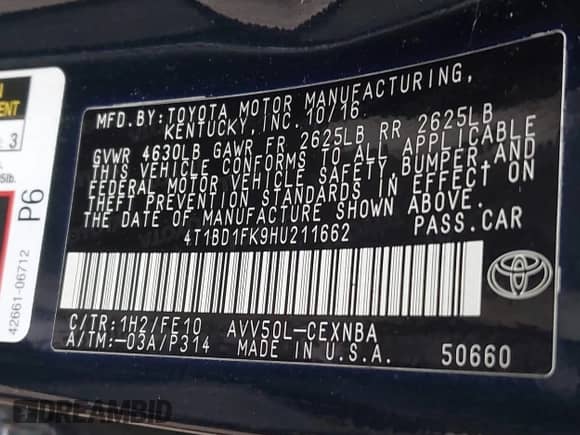 MFD.BY:TOYOTA MOTOR MANUFACTURING,
KENTUCKY,INC. 10/16
GVWR 4630LB GAWR FR 2625LB RR 2625LB
THIS VEHICLE CONFORMS TO ALL APPLICABLE
FEDERAL MOTOR VEHICLE SAFETY,BUMPER,AND
THEFT PREVENTION STANDARDS IN EFFECT ON
THE DATE OF MANUFACTURE SHOWN ABOVE.
4T1BD1FK9HU211662 PASS.CAR
C/TR:1H2/FE10 AVV50L-CEXNBA
A/TM:-03A/P314 MADE IN U.S.A. 50660
3
P6
42661-06712
DREAMBID